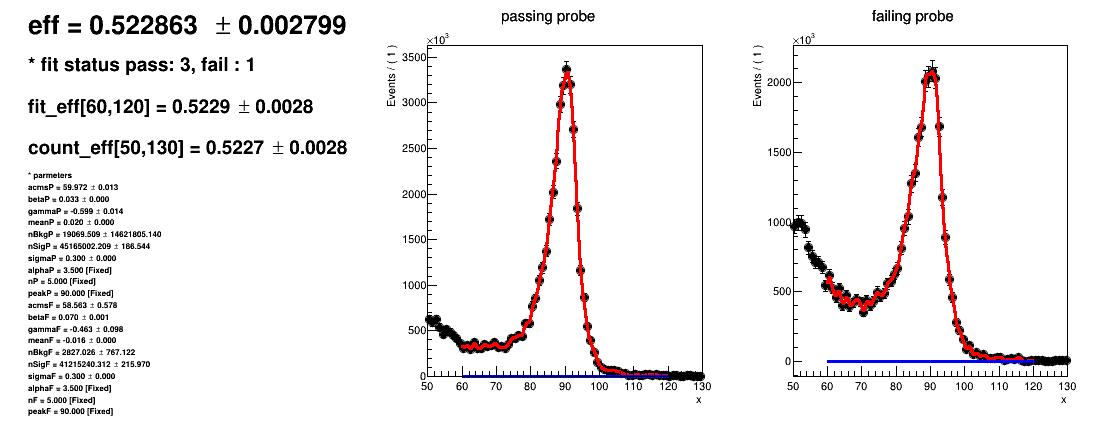 eff = 0.522863 ± 0.002799
* fit status pass: 3, fail : 1
fit_eff[60,120] = 0.5229 ± 0.0028
count_eff[50,130] = 0.5227 ± 0.0028
* parmeters
acmsP = 59.972 ± 0.013
betaP = 0.033 ± 0.000
gammaP = -0.599 ± 0.014
meanP = 0.020 ± 0.000
nBkgP = 19069.509 ± 14621805.140
nSigP = 45165002.209 ± 186.544
sigmaP = 0.300 ± 0.000
alphaP = 3.500 [Fixed]
nP = 5.000 [Fixed]
peakP = 90.000 [Fixed]
acmsF = 58.563 ± 0.578
betaF = 0.070 ± 0.001
gammaF = -0.463 ± 0.098
meanF = -0.016 ± 0.000
nBkgF = 2827.026 ± 767.122
nSigF = 41215240.312 ± 215.970
sigmaF = 0.300 ± 0.000
alphaF = 3.500 [Fixed]
nF = 5.000 [Fixed]
peakF = 90.000 [Fixed]
passing probe
×10³
Events / ( 1 )
3500
3000
2500
2000
1500
1000
500
0
50 60 70 80 90 100 110 120 130
x
failing probe
×10³
Events / ( 1 )
2000
1500
1000
500
0
50 60 70 80 90 100 110 120 130
x